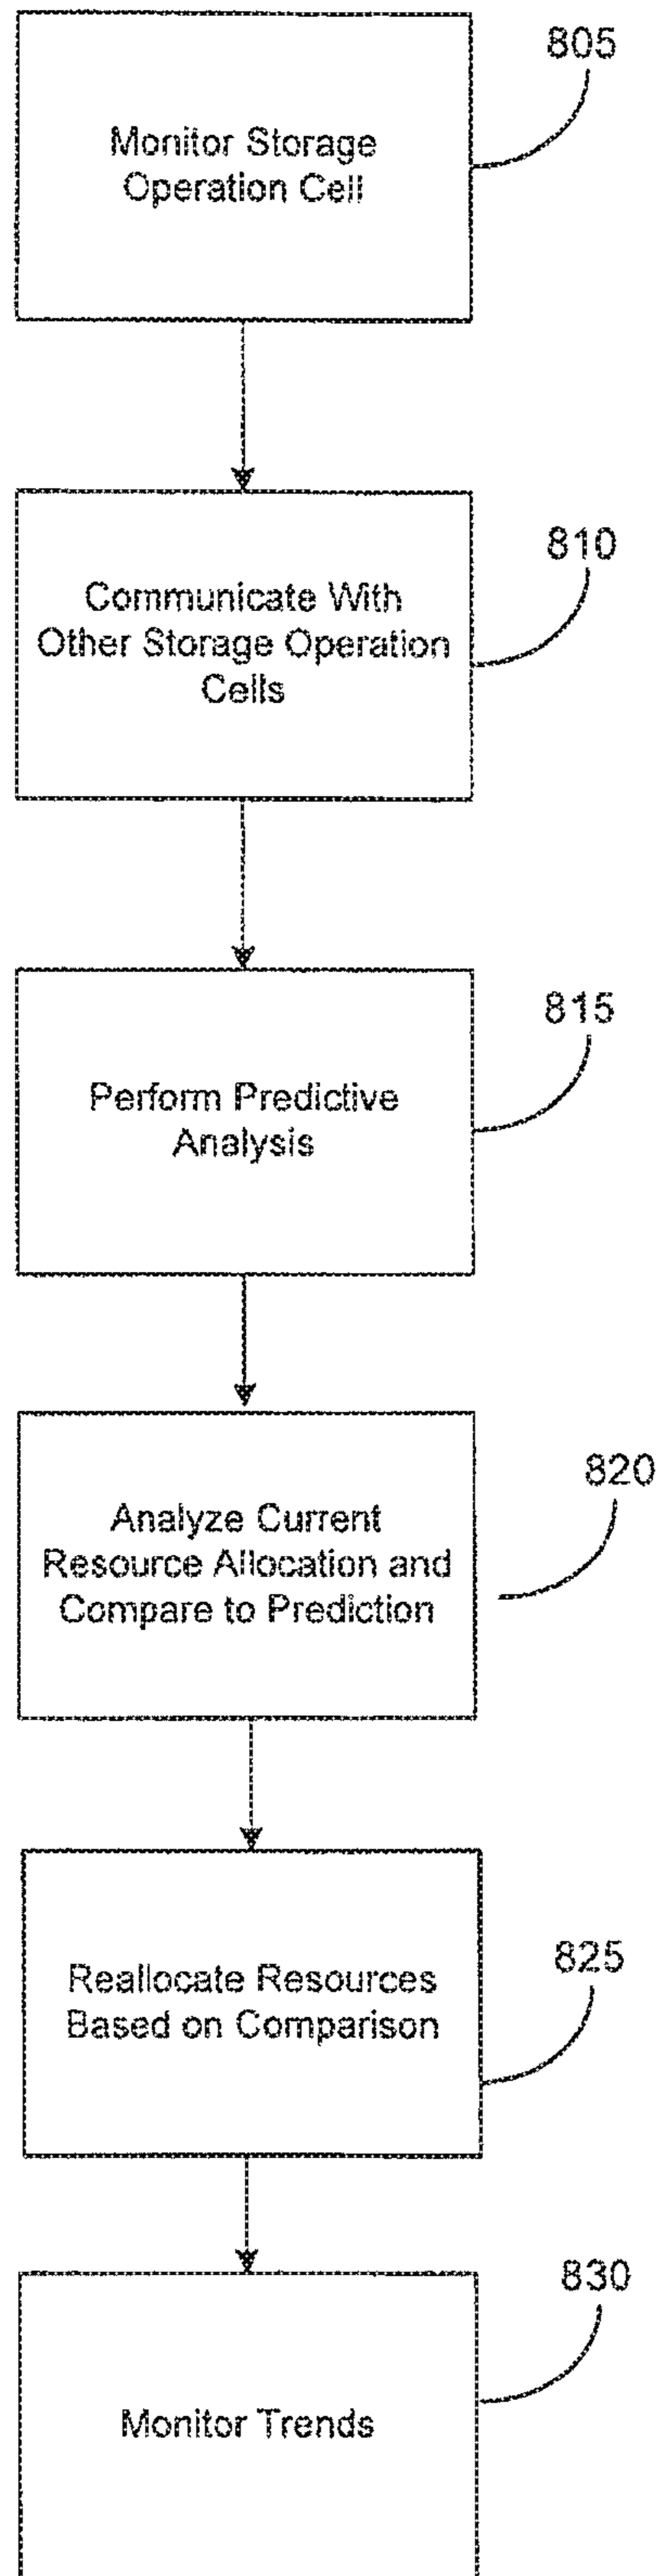 805
Monitor Storage
Operation Cell
810
Communicate With
Other Storage Operation
Cells
815
Perform Predictive
Analysis
820
Analyze Current
Resource Allocation and
Compare to Prediction
825
Reallocate Resources
Based on Comparison
830
Monitor Trends